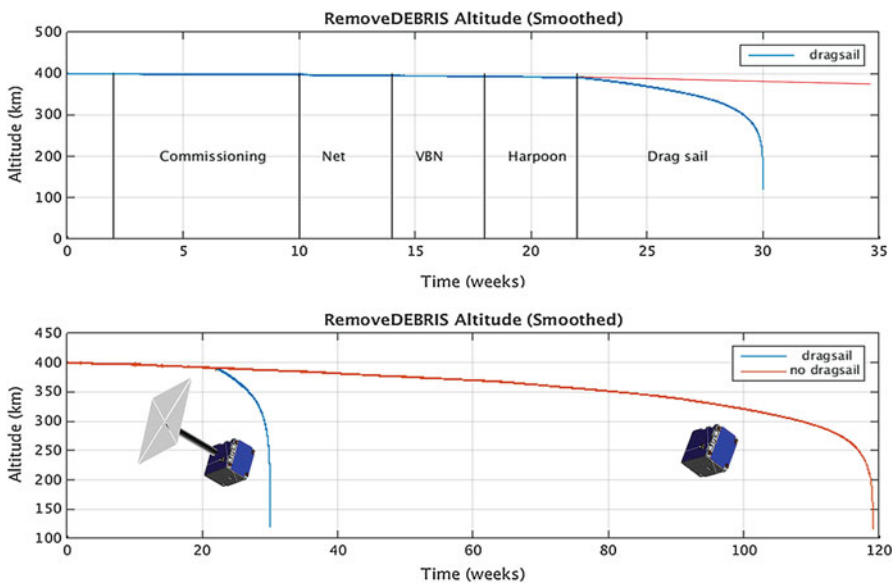 RemoveDEBRIS Altitude (Smoothed)
500
400
300
200
100
0
Altitude (km)
dragsail
Commissioning
Net
VBN
Harpoon
Drag sail
0 5 10 15 20 25 30 35
Time (weeks)
RemoveDEBRIS Altitude (Smoothed)
450
400
350
300
250
200
150
100
Altitude (km)
dragsail
no dragsail
0 20 40 60 80 100 120
Time (weeks)